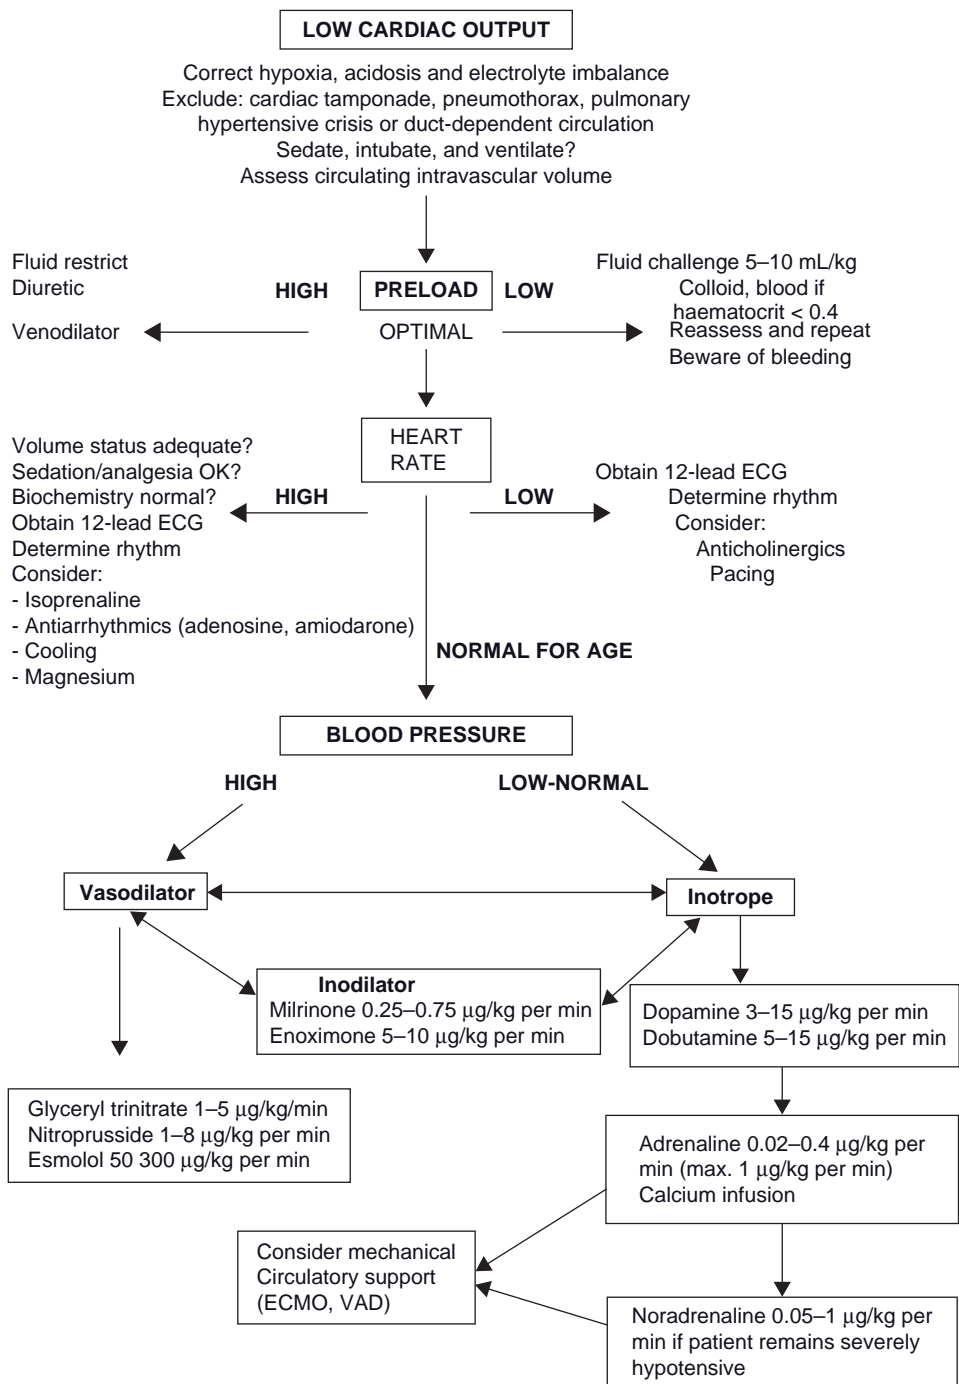 LOW CARDIAC OUTPUT
Correct hypoxia, acidosis and electrolyte imbalance
Exclude: cardiac tamponade, pneumothorax, pulmonary
hypertensive crisis or duct-dependent circulation
Sedate, intubate, and ventilate?
Assess circulating intravascular volume
Fluid restrict
Diuretic
Venodilator
HIGH
PRELOAD
LOW
OPTIMAL
Fluid challenge 5–10 mL/kg
Colloid, blood if
haematocrit < 0.4
Reassess and repeat
Beware of bleeding
HEART
RATE
Volume status adequate?
Sedation/analgesia OK?
Biochemistry normal?
Obtain 12-lead ECG
Determine rhythm
Consider:
- Isoprenaline
- Antiarrhythmics (adenosine, amiodarone)
- Cooling
- Magnesium
HIGH
LOW
Obtain 12-lead ECG
Determine rhythm
Consider:
Anticholinergics
Pacing
NORMAL FOR AGE
BLOOD PRESSURE
HIGH
LOW-NORMAL
Vasodilator
Inotrope
Inodilator
Milrinone 0.25–0.75 μg/kg per min
Enoximone 5–10 μg/kg per min
Dopamine 3–15 μg/kg per min
Dobutamine 5–15 μg/kg per min
Glyceryl trinitrate 1–5 μg/kg/min
Nitroprusside 1–8 μg/kg per min
Esmolol 50 300 μg/kg per min
Adrenaline 0.02–0.4 μg/kg per
min (max. 1 μg/kg per min)
Calcium infusion
Consider mechanical
Circulatory support
(ECMO, VAD)
Noradrenaline 0.05–1 μg/kg per
min if patient remains severely
hypotensive